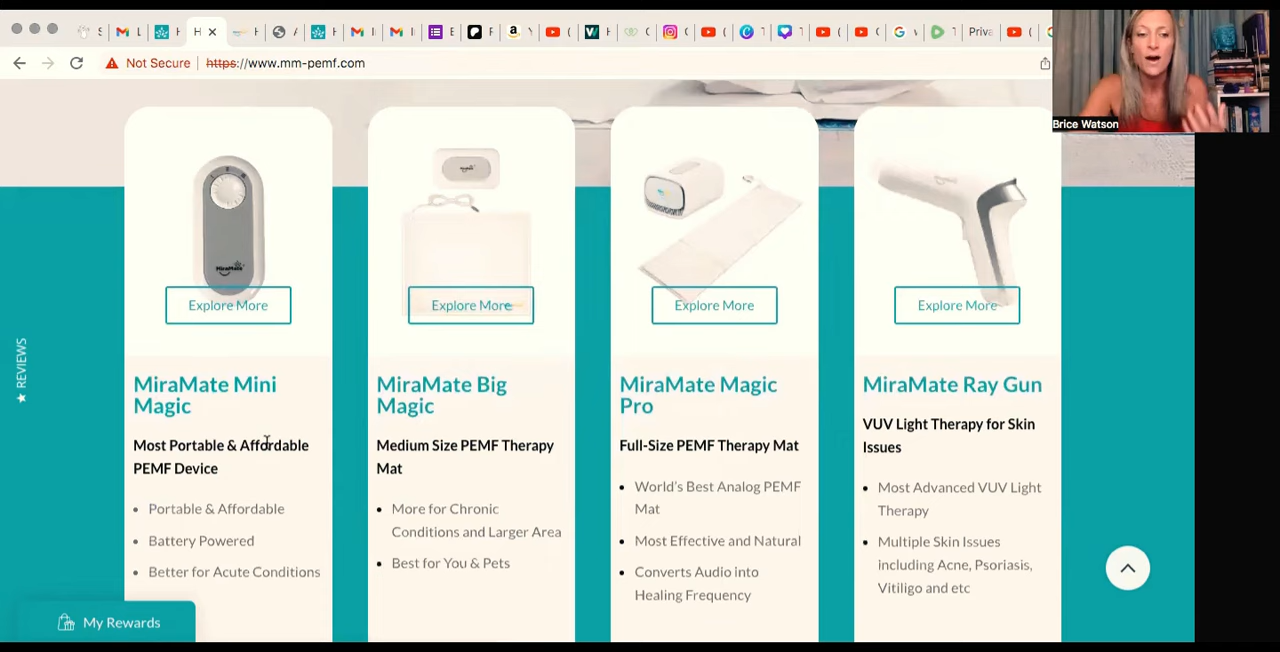 Not Secure
https://www.mm-pemf.com
Brice Watson
REVIEWS
MiraMate
Explore More
MiraMate Mini
Magic
Most Portable & Affordable
PEMF Device
Portable & Affordable
Battery Powered
Better for Acute Conditions
Explore More
MiraMate Big
Magic
Medium Size PEMF Therapy
Mat
More for Chronic
Conditions and Larger Area
Best for You & Pets
Explore More
MiraMate Magic
Pro
Full-Size PEMF Therapy Mat
World's Best Analog PEMF
Mat
Most Effective and Natural
Converts Audio into
Healing Frequency
Explore More
MiraMate Ray Gun
VUV Light Therapy for Skin
Issues
Most Advanced VUV Light
Therapy
Multiple Skin Issues
including Acne, Psoriasis,
Vitiligo and etc
My Rewards